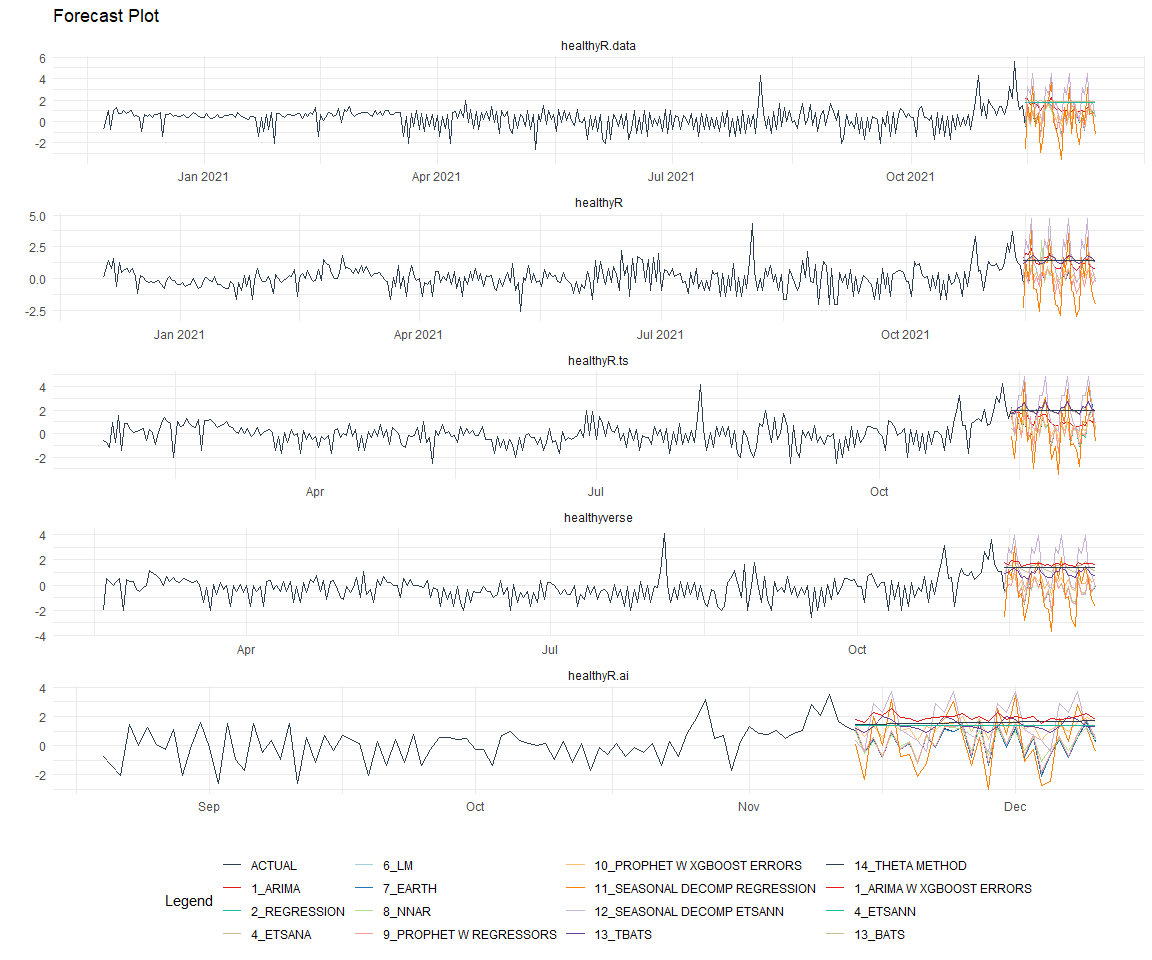 Forecast Plot
healthyR.data
6
4
2
0
-2
Jan 2021 Apr 2021 Jul 2021 Oct 2021
healthyR
5.0
2.5
0.0
-2.5
Jan 2021 Apr 2021 Jul 2021 Oct 2021
healthyR.ts
4
2
0
-2
Apr Jul Oct
healthyverse
4
2
0
-2
-4
Apr Jul Oct
healthyR.ai
4
2
0
-2
Sep Oct Nov Dec
Legend
ACTUAL 6_LM 10_PROPHET W XGBOOST ERRORS 14_THETA METHOD
1_ARIMA 7_EARTH 11_SEASONAL DECOMP REGRESSION 1_ARIMA W XGBOOST ERRORS
2_REGRESSION 8_NNAR 12_SEASONAL DECOMP ETSANN 4_ETSANN
4_ETSANA 9_PROPHET W REGRESSORS 13_TBATS 13_BATS